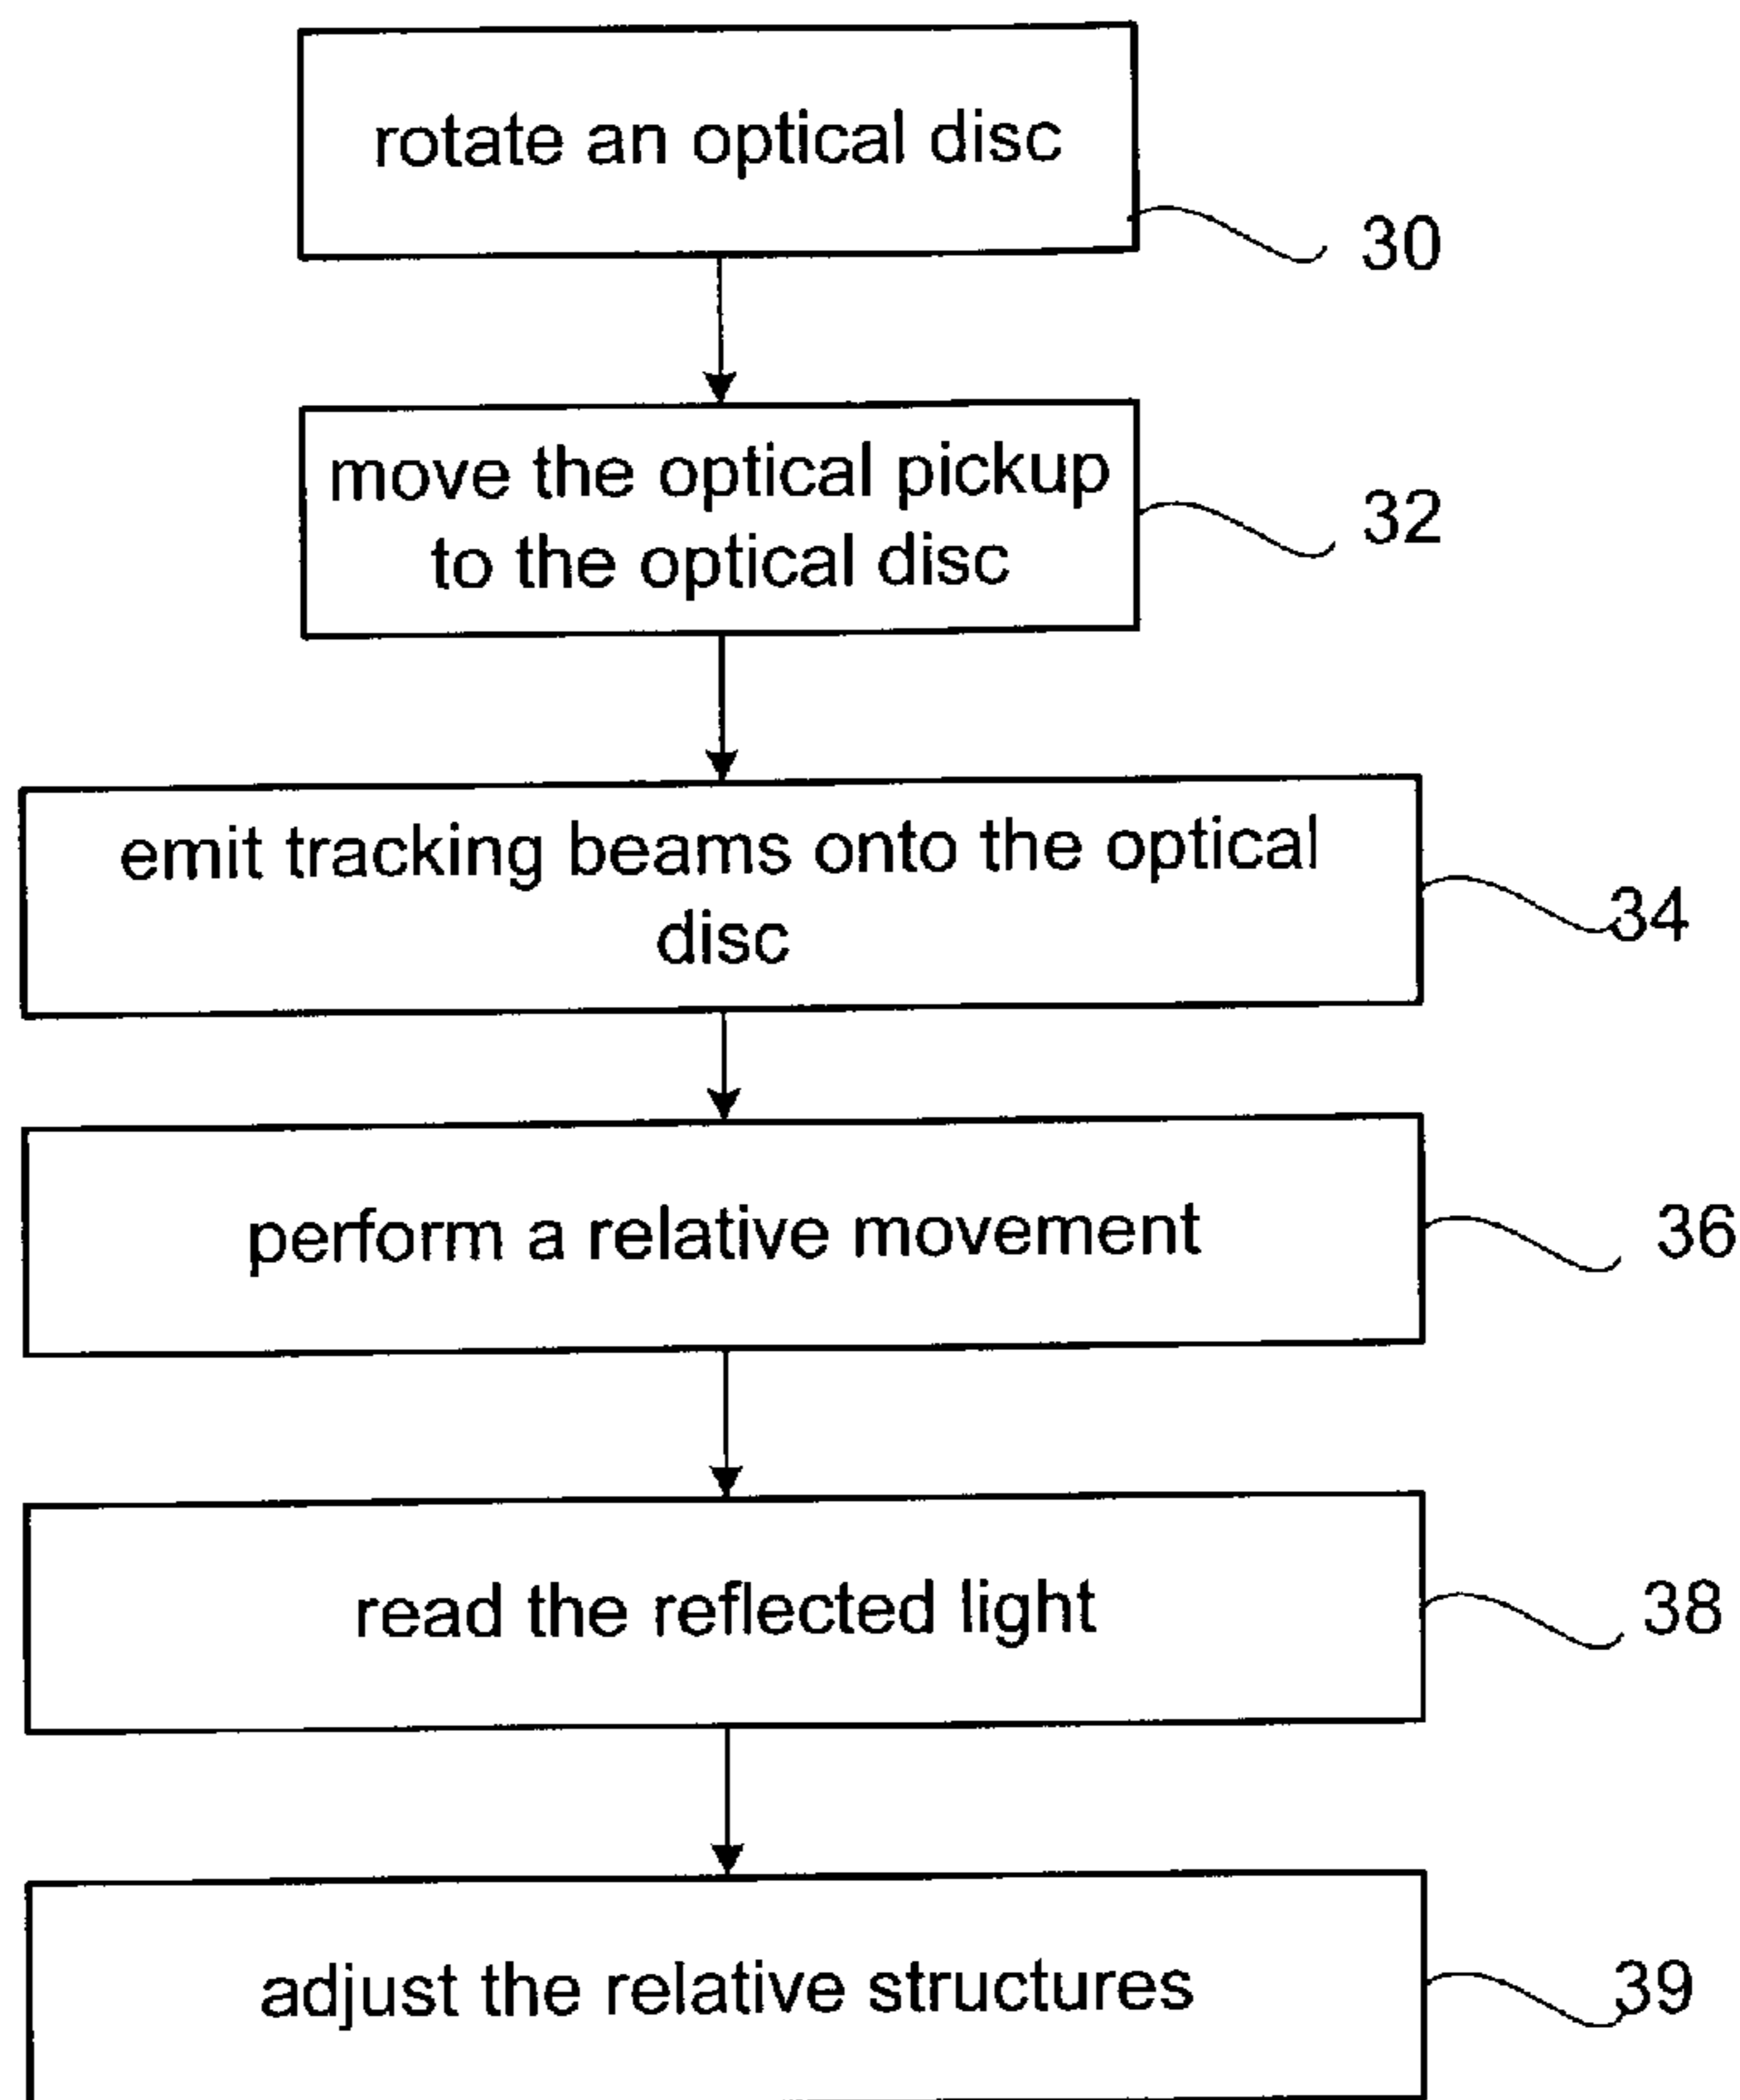 rotate an optical disc
30
move the optical pickup
to the optical disc
32
emit tracking beams onto the optical
disc
34
perform a relative movement
36
read the reflected light
38
adjust the relative structures
39